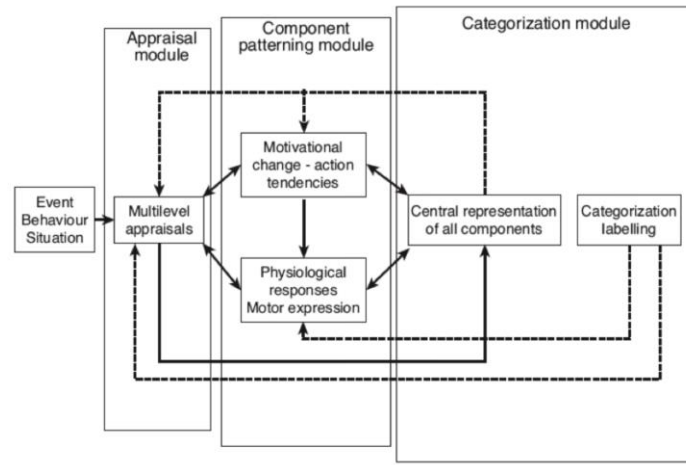 Appraisal
module
Component
patterning module
Categorization module
Motivational
change - action
tendencies
Event
Behaviour
Situation
Multilevel
appraisals
Central representation
of all components
Categorization
labelling
Physiological
responses
Motor expression